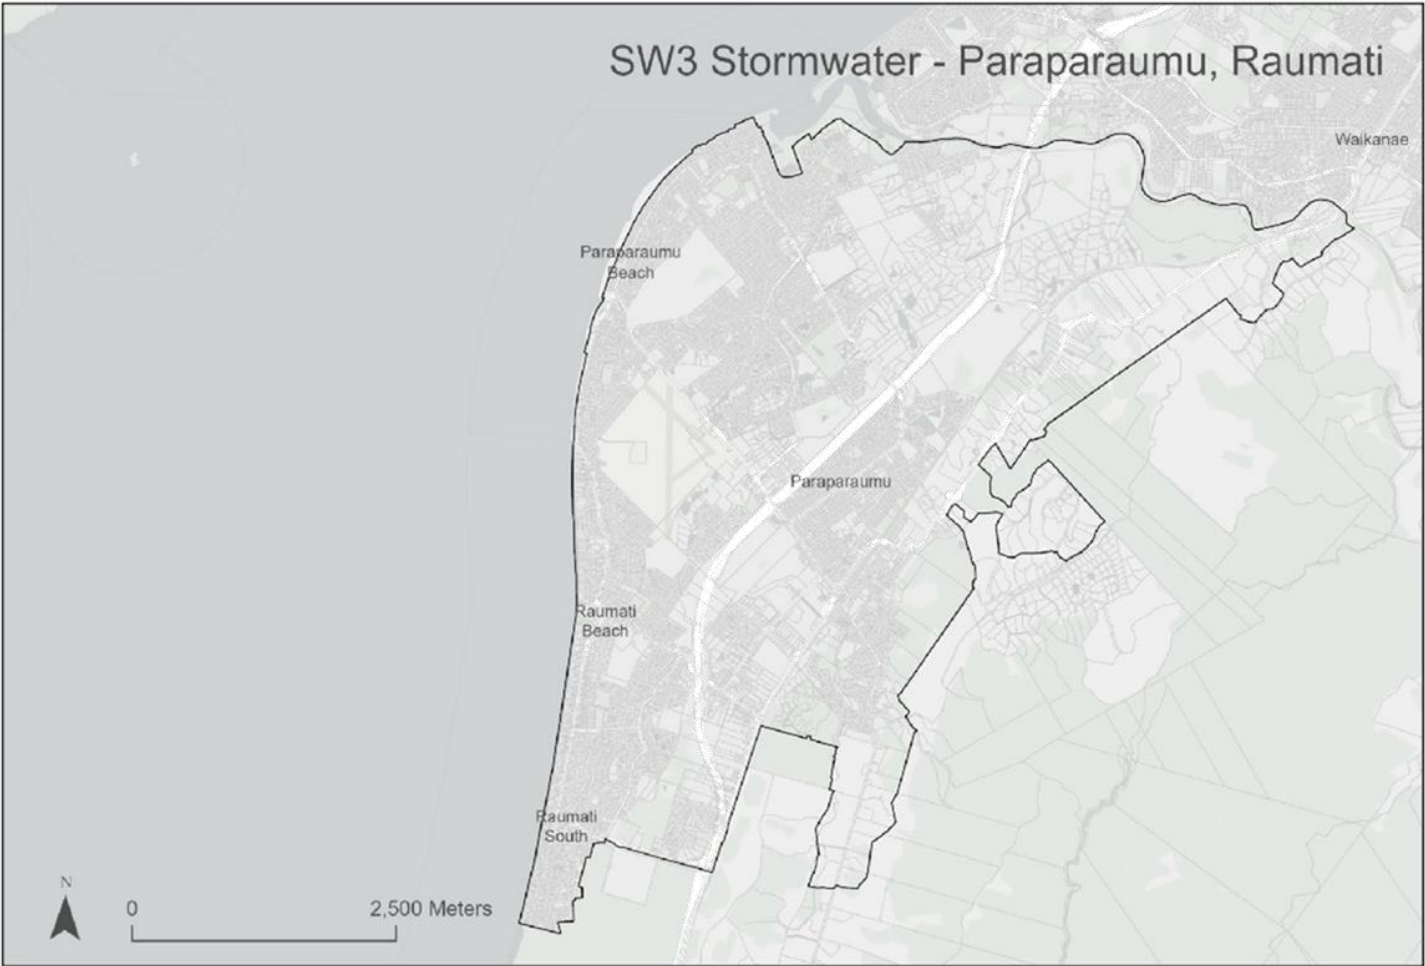 SW3 Stormwater - Paraparaumu, Raumati
Waikanae
Paraparaumu
Beach
Paraparaumu
Raumati
Beach
Raumati
South
N
0
2,500 Meters